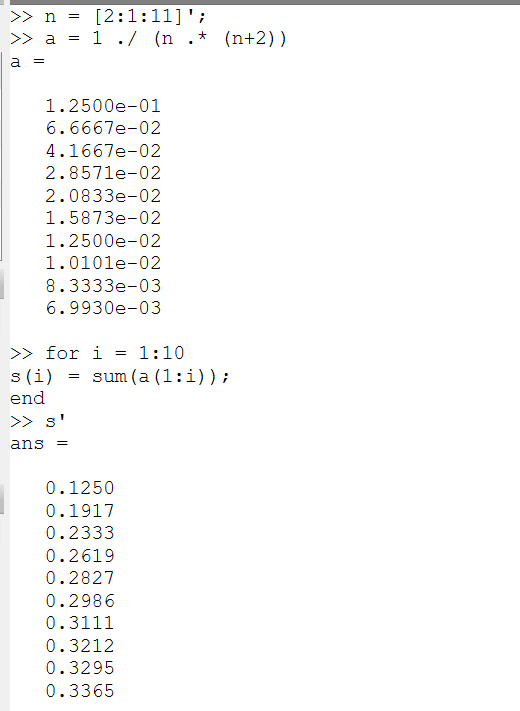 >> n = [2:1:11]';
>> a = 1 ./ (n .* (n+2))
a =
1.2500e-01
6.6667e-02
4.1667e-02
2.8571e-02
2.0833e-02
1.5873e-02
1.2500e-02
1.0101e-02
8.3333e-03
6.9930e-03
>> for i = 1:10
s(i) = sum(a(1:i));
end
>> s'
ans =
0.1250
0.1917
0.2333
0.2619
0.2827
0.2986
0.3111
0.3212
0.3295
0.3365